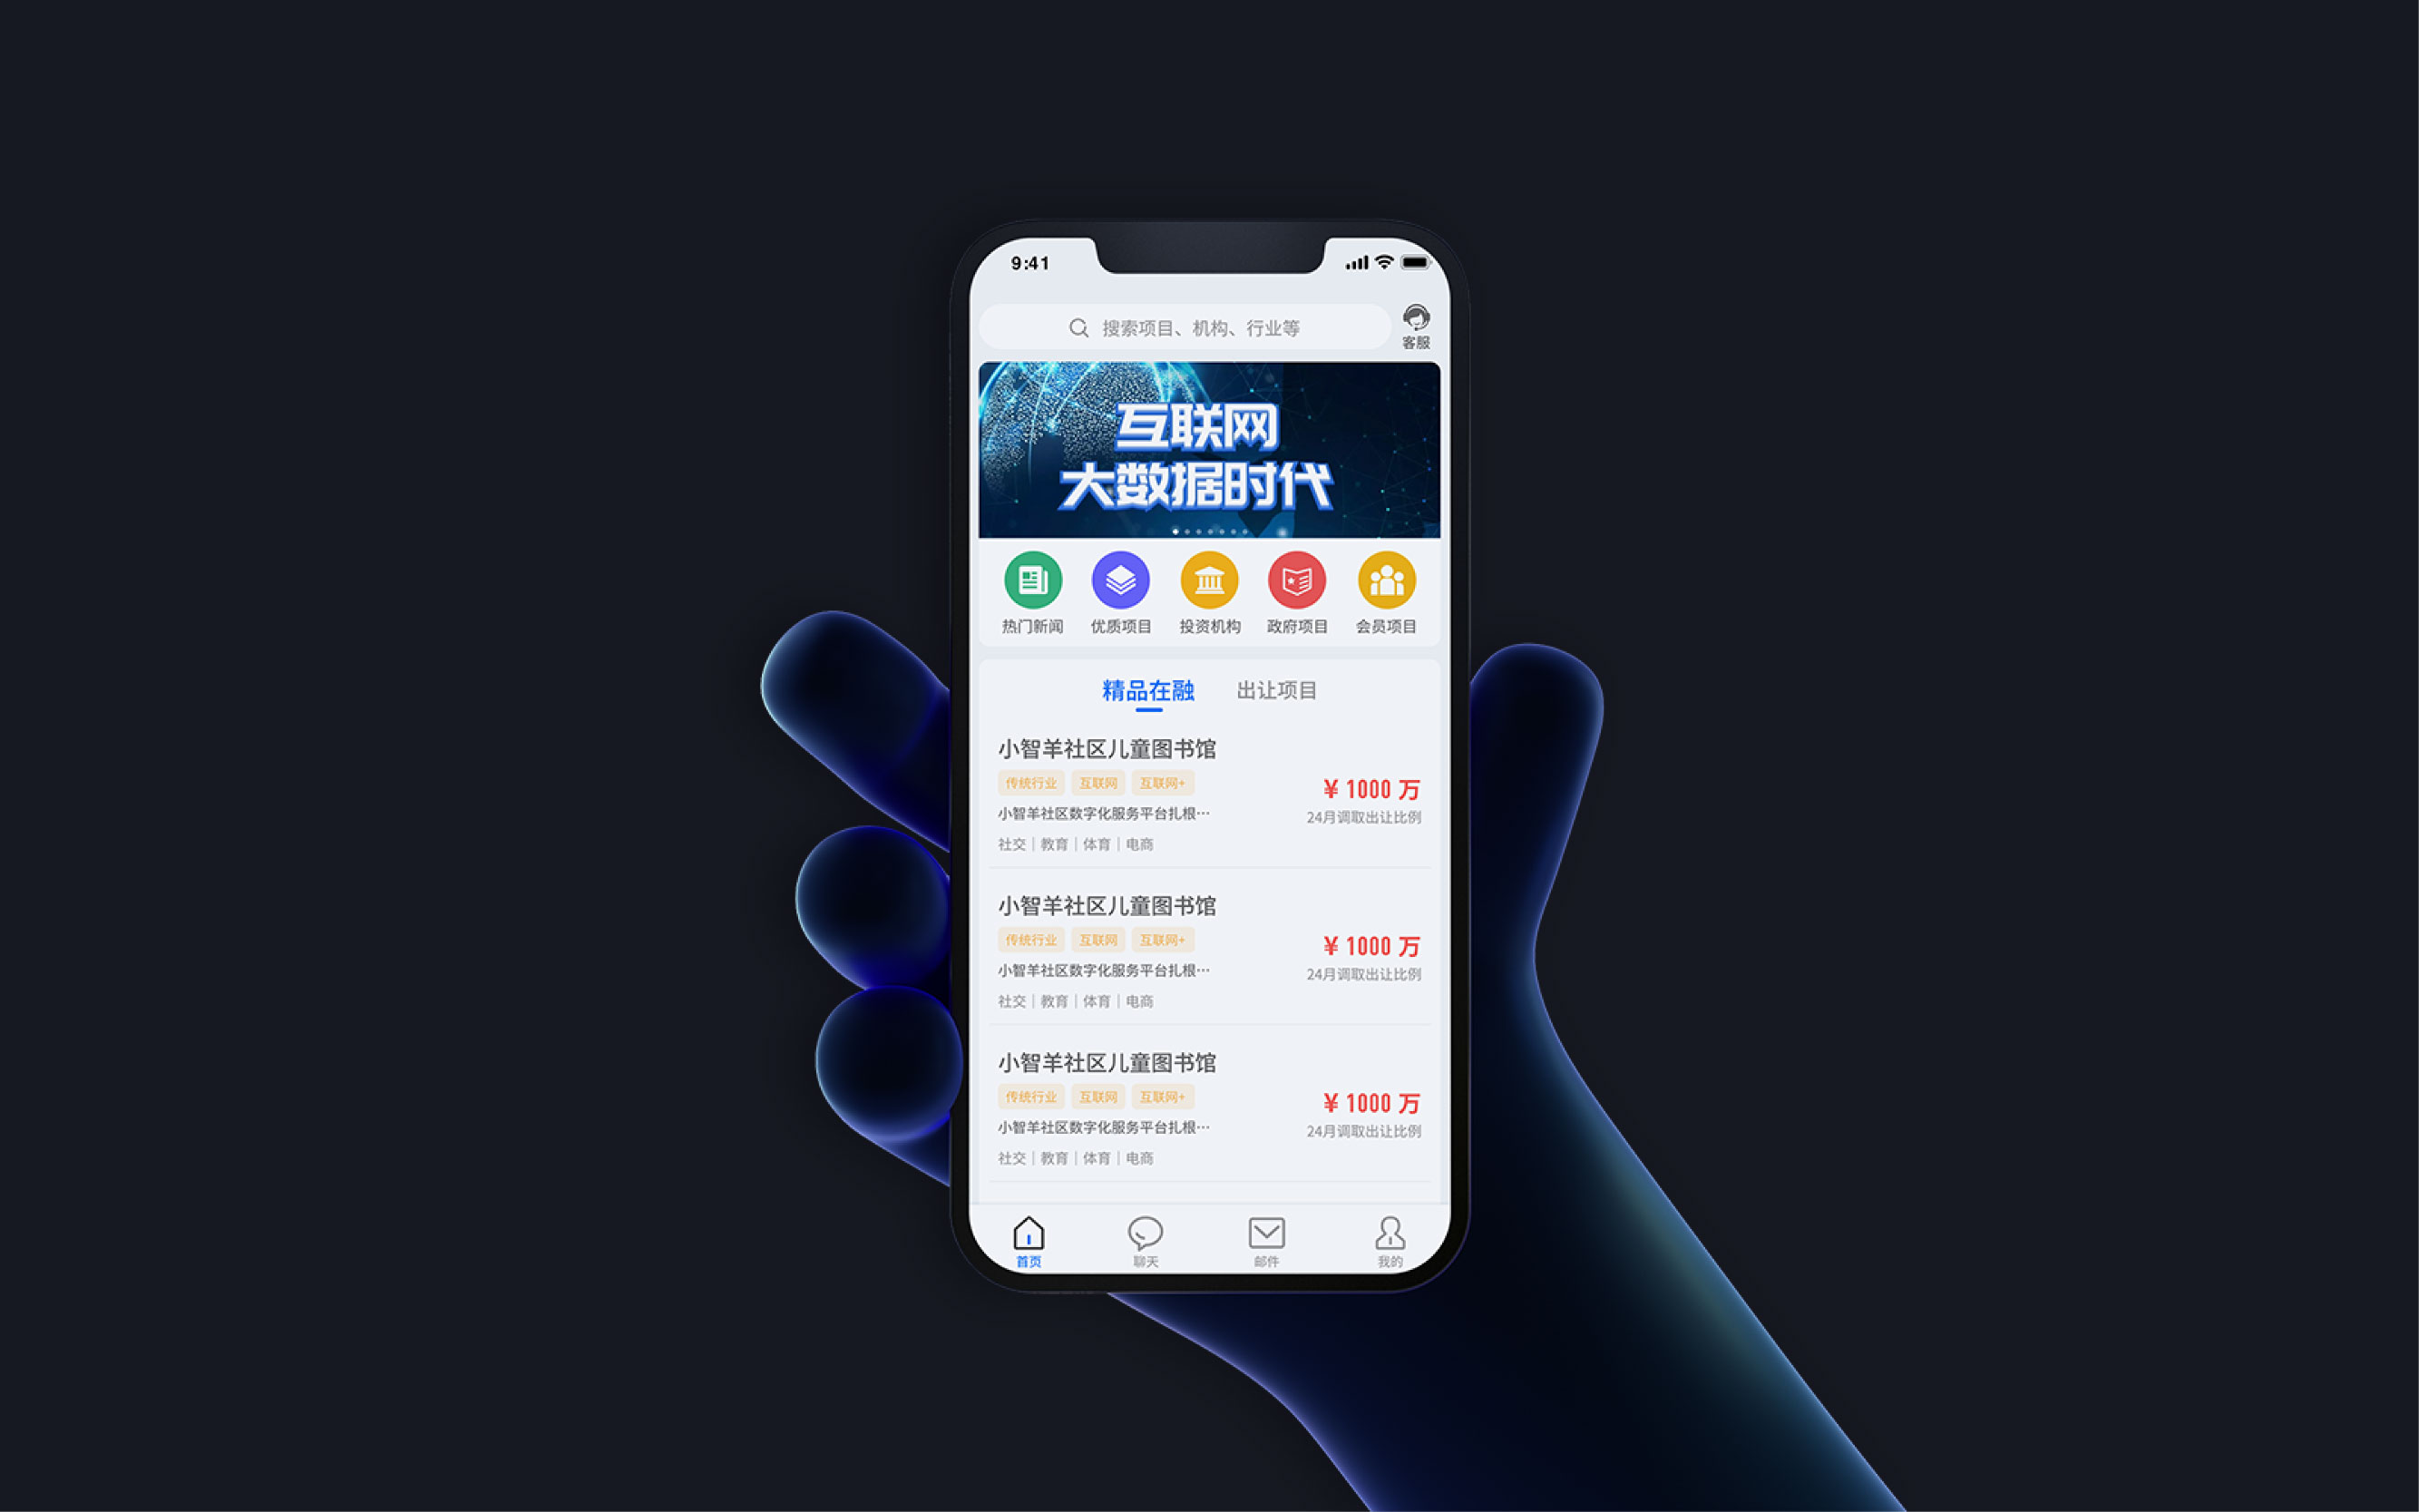 9:41
搜索项目、机构、行业等
客服
互联网
大数据时代
热门新闻 优质项目 投资机构 政府项目 会员项目
精品在融 出让项目
小智羊社区儿童图书馆
传统行业 互联网 互联网+
¥ 1000 万
小智羊社区数字化服务平台扎根…
24月调取出让比例
社交 | 教育 | 体育 | 电商
小智羊社区儿童图书馆
传统行业 互联网 互联网+
¥ 1000 万
小智羊社区数字化服务平台扎根…
24月调取出让比例
社交 | 教育 | 体育 | 电商
小智羊社区儿童图书馆
传统行业 互联网 互联网+
¥ 1000 万
小智羊社区数字化服务平台扎根…
24月调取出让比例
社交 | 教育 | 体育 | 电商
首页 聊天 邮件 我的